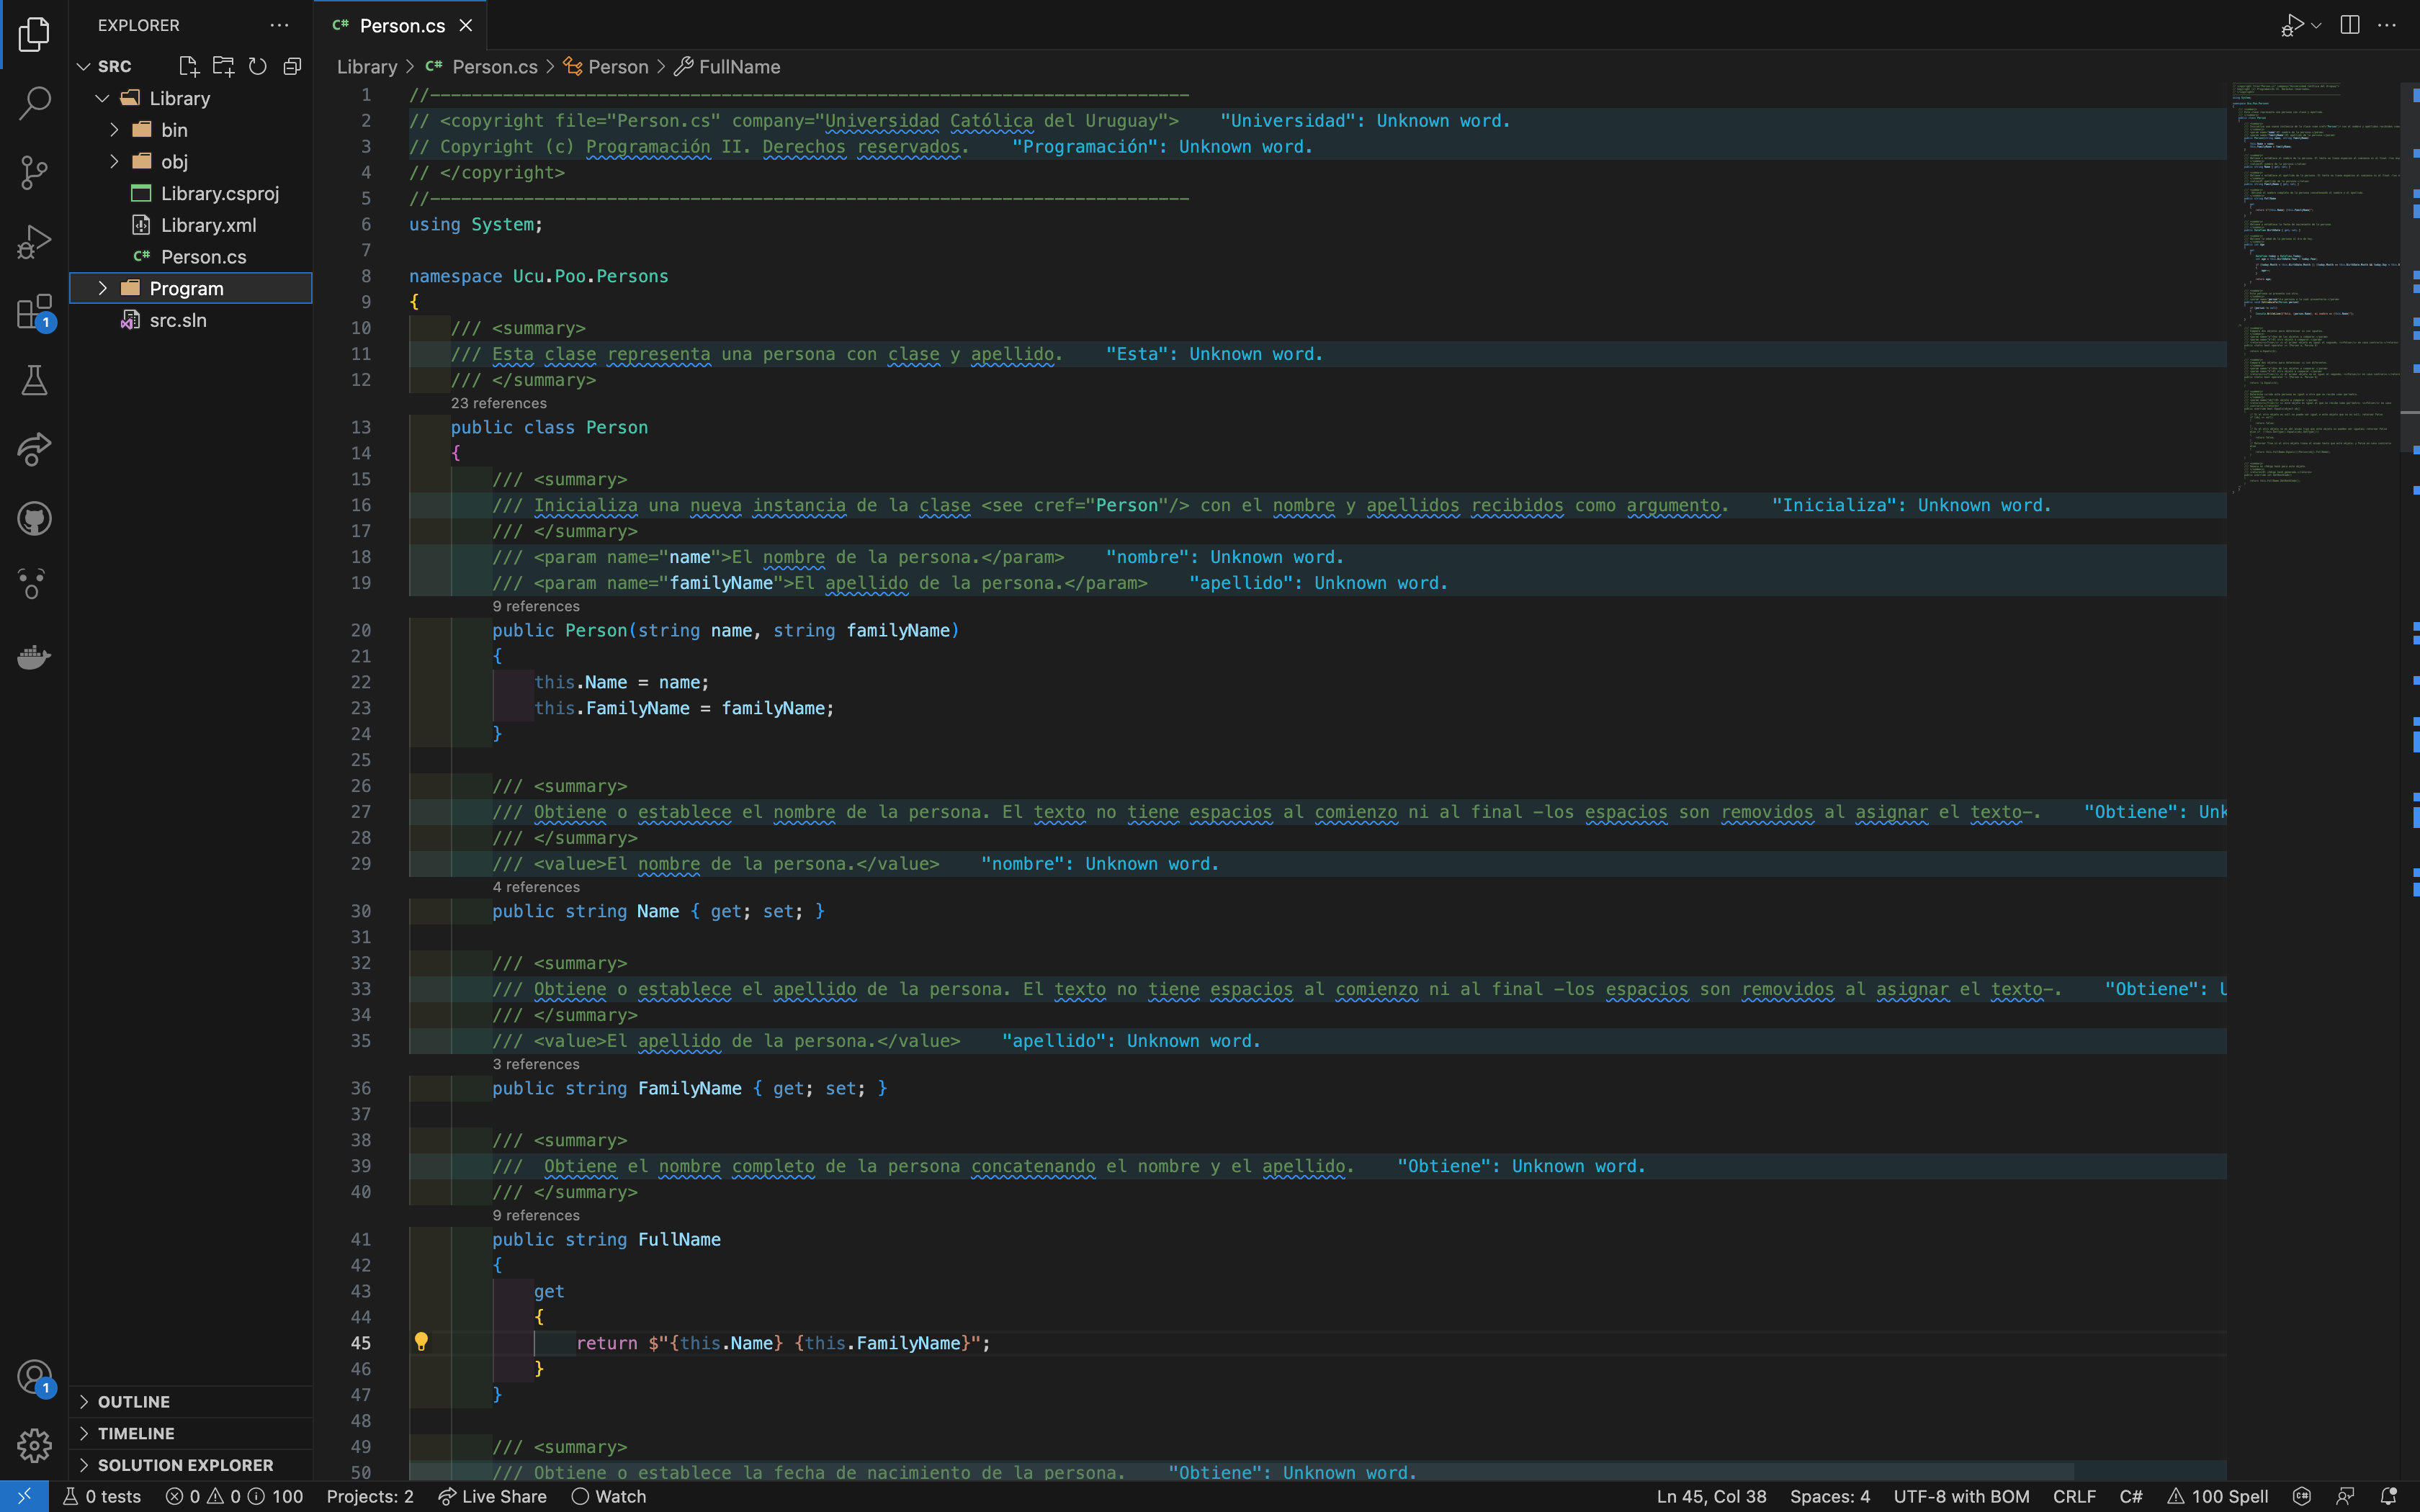 EXPLORER
SRC
Library
bin
obj
Library.csproj
Library.xml
C# Person.cs
Program
src.sln
OUTLINE
TIMELINE
SOLUTION EXPLORER
1
1
C# Person.cs
Library > C# Person.cs > Person > FullName
1 //-------------------------------------------------------------------------
2 // <copyright file="Person.cs" company="Universidad Católica del Uruguay"> "Universidad": Unknown word.
3 // Copyright (c) Programación II. Derechos reservados. "Programación": Unknown word.
4 // </copyright>
5 //-------------------------------------------------------------------------
6 using System;
7
8 namespace Ucu.Poo.Persons
9 {
10 /// <summary>
11 /// Esta clase representa una persona con clase y apellido. "Esta": Unknown word.
12 /// </summary>
23 references
13 public class Person
14 {
15 /// <summary>
16 /// Inicializa una nueva instancia de la clase <see cref="Person"/> con el nombre y apellidos recibidos como argumento. "Inicializa": Unknown word.
17 /// </summary>
18 /// <param name="name">El nombre de la persona.</param> "nombre": Unknown word.
19 /// <param name="familyName">El apellido de la persona.</param> "apellido": Unknown word.
9 references
20 public Person(string name, string familyName)
21 {
22 this.Name = name;
23 this.FamilyName = familyName;
24 }
25
26 /// <summary>
27 /// Obtiene o establece el nombre de la persona. El texto no tiene espacios al comienzo ni al final -los espacios son removidos al asignar el texto-. "Obtiene": Unk
28 /// </summary>
29 /// <value>El nombre de la persona.</value> "nombre": Unknown word.
4 references
30 public string Name { get; set; }
31
32 /// <summary>
33 /// Obtiene o establece el apellido de la persona. El texto no tiene espacios al comienzo ni al final -los espacios son removidos al asignar el texto-. "Obtiene": U
34 /// </summary>
35 /// <value>El apellido de la persona.</value> "apellido": Unknown word.
3 references
36 public string FamilyName { get; set; }
37
38 /// <summary>
39 ///  Obtiene el nombre completo de la persona concatenando el nombre y el apellido. "Obtiene": Unknown word.
40 /// </summary>
9 references
41 public string FullName
42 {
43 get
44 {
45 return $"{this.Name} {this.FamilyName}";
46 }
47 }
48
49 /// <summary>
50 /// Obtiene o establece la fecha de nacimiento de la persona. "Obtiene": Unknown word.
0 tests 0 0 100 Projects: 2 Live Share Watch Ln 45, Col 38 Spaces: 4 UTF-8 with BOM CRLF C# 100 Spell